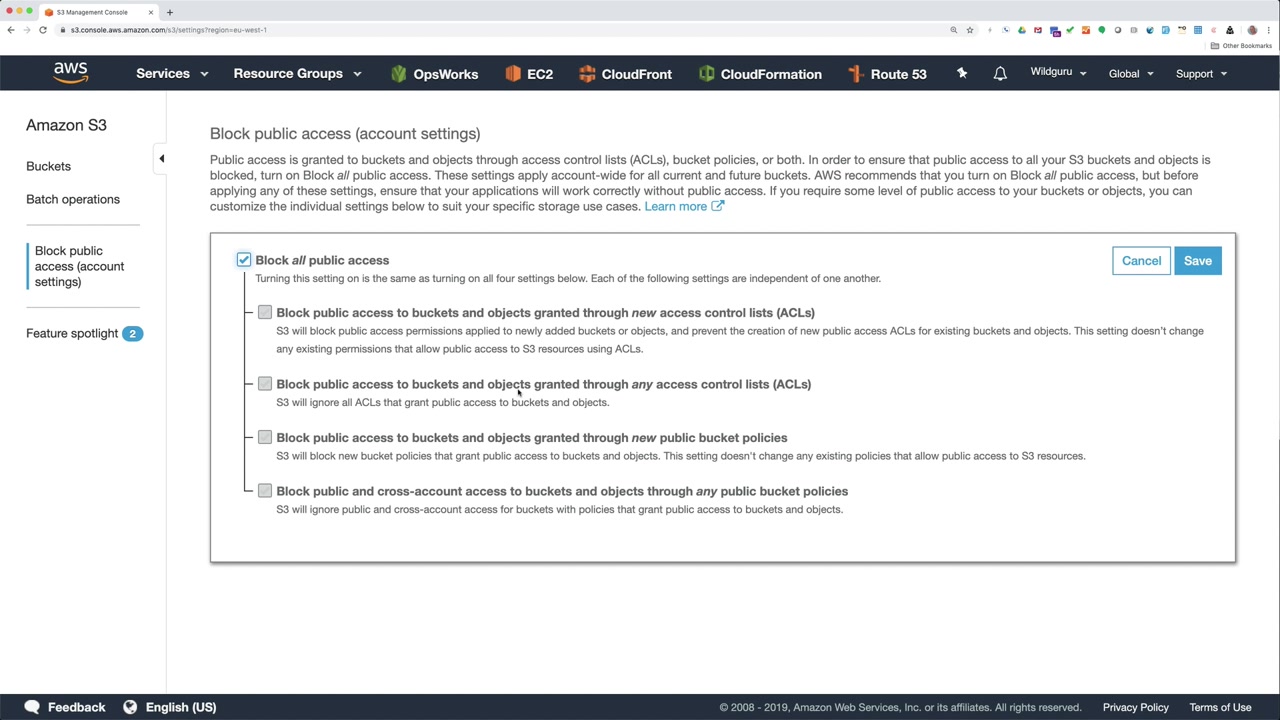 S3 Management Console
s3.console.aws.amazon.com/s3/settings?region=eu-west-1
Other Bookmarks
aws
Services
Resource Groups
OpsWorks
EC2
CloudFront
CloudFormation
Route 53
Wildguru
Global
Support
Amazon S3
Buckets
Batch operations
Block public
access (account
settings)
Feature spotlight 2
Block public access (account settings)
Public access is granted to buckets and objects through access control lists (ACLs), bucket policies, or both. In order to ensure that public access to all your S3 buckets and objects is
blocked, turn on Block all public access. These settings apply account-wide for all current and future buckets. AWS recommends that you turn on Block all public access, but before
applying any of these settings, ensure that your applications will work correctly without public access. If you require some level of public access to your buckets or objects, you can
customize the individual settings below to suit your specific storage use cases. Learn more
Block all public access
Cancel
Save
Turning this setting on is the same as turning on all four settings below. Each of the following settings are independent of one another.
Block public access to buckets and objects granted through new access control lists (ACLs)
S3 will block public access permissions applied to newly added buckets or objects, and prevent the creation of new public access ACLs for existing buckets and objects. This setting doesn't change
any existing permissions that allow public access to S3 resources using ACLs.
Block public access to buckets and objects granted through any access control lists (ACLs)
S3 will ignore all ACLs that grant public access to buckets and objects.
Block public access to buckets and objects granted through new public bucket policies
S3 will block new bucket policies that grant public access to buckets and objects. This setting doesn't change any existing policies that allow public access to S3 resources.
Block public and cross-account access to buckets and objects through any public bucket policies
S3 will ignore public and cross-account access for buckets with policies that grant public access to buckets and objects.
Feedback
English (US)
© 2008 - 2019, Amazon Web Services, Inc. or its affiliates. All rights reserved.
Privacy Policy
Terms of Use